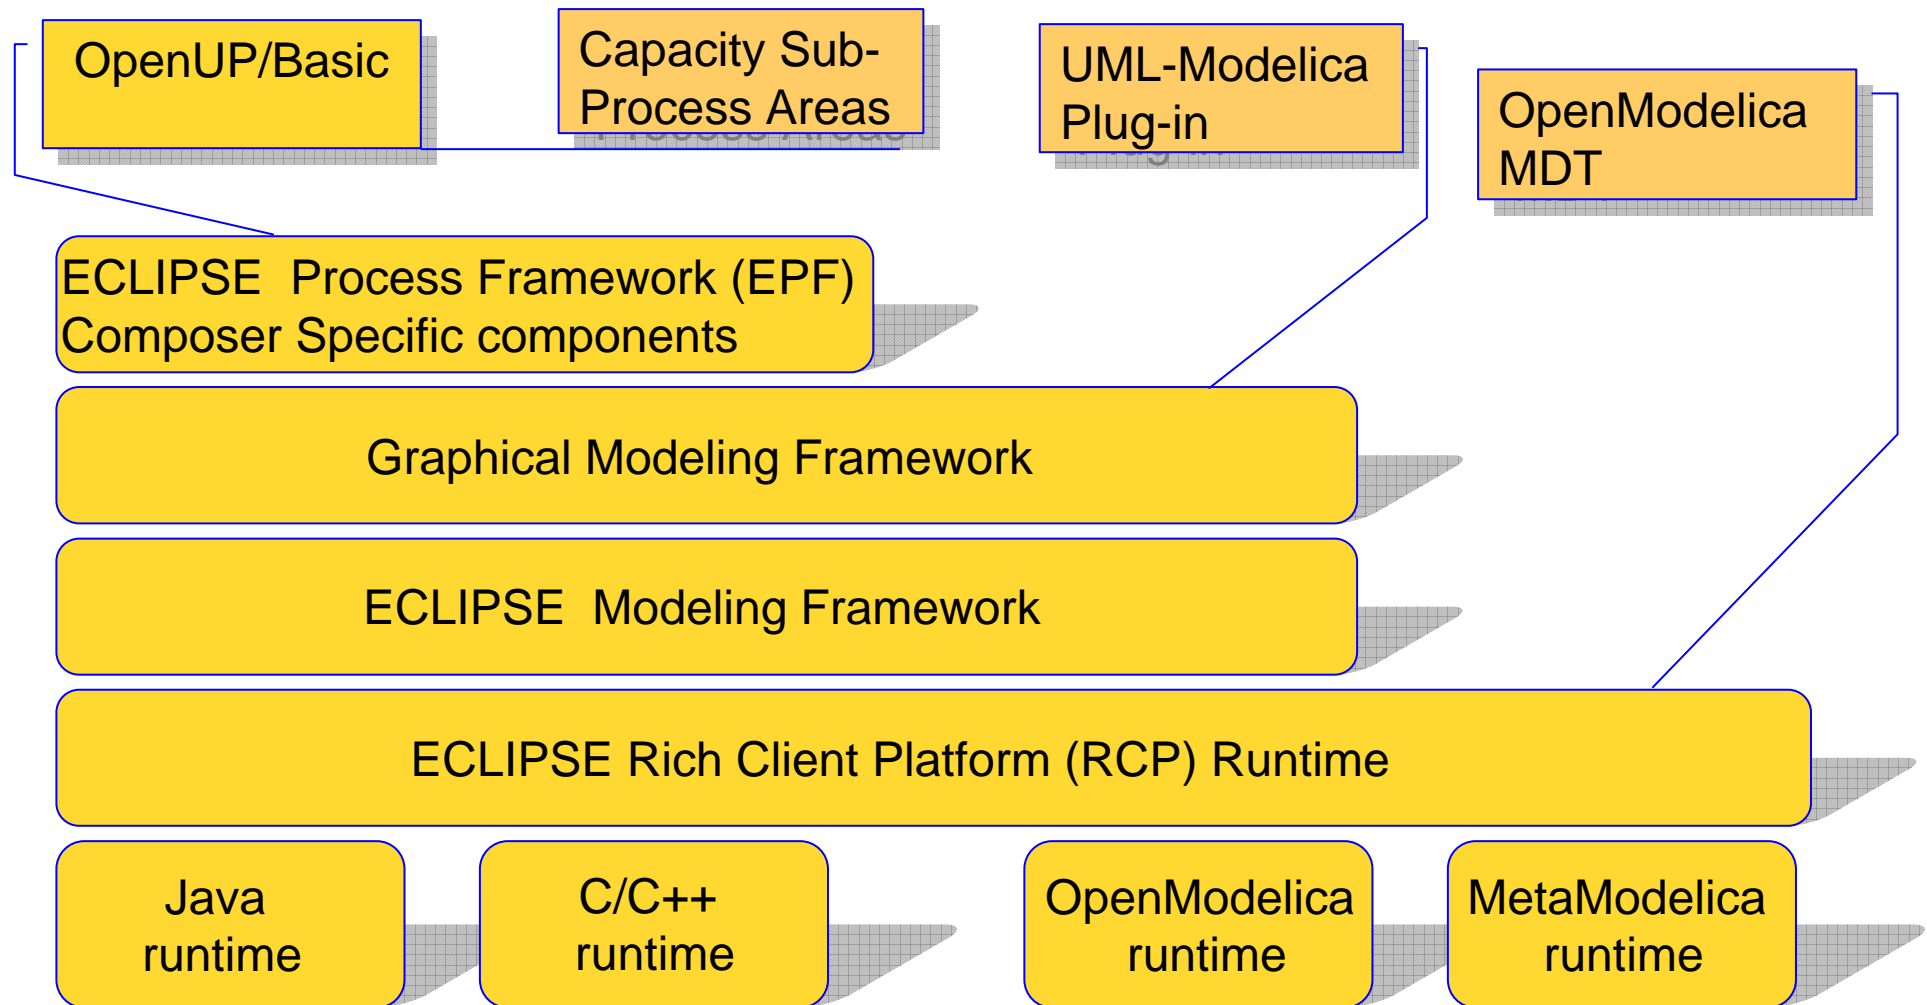 OpenUP/Basic
Capacity Sub-
Process Areas
UML-Modelica
Plug-in
OpenModelica
MDT
ECLIPSE  Process Framework (EPF)
Composer Specific components
Graphical Modeling Framework
ECLIPSE  Modeling Framework
ECLIPSE Rich Client Platform (RCP) Runtime
Java
runtime
C/C++
runtime
OpenModelica
runtime
MetaModelica
runtime